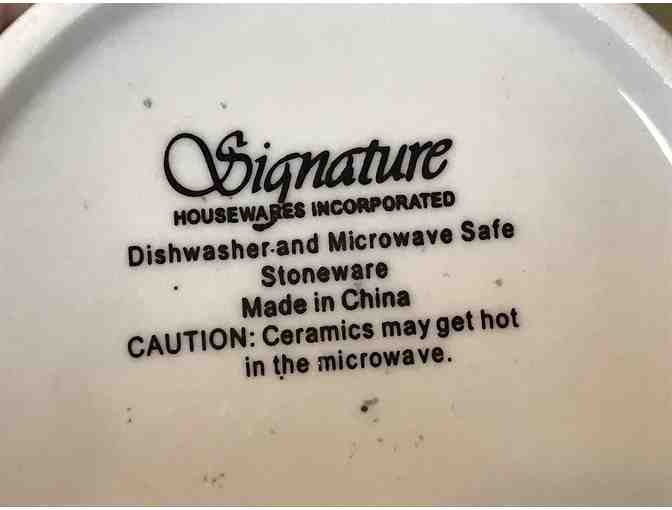 Signature
HOUSEWARES INCORPORATED
Dishwasher and Microwave Safe
Stoneware
Made in China
CAUTION: Ceramics may get hot
in the microwave.